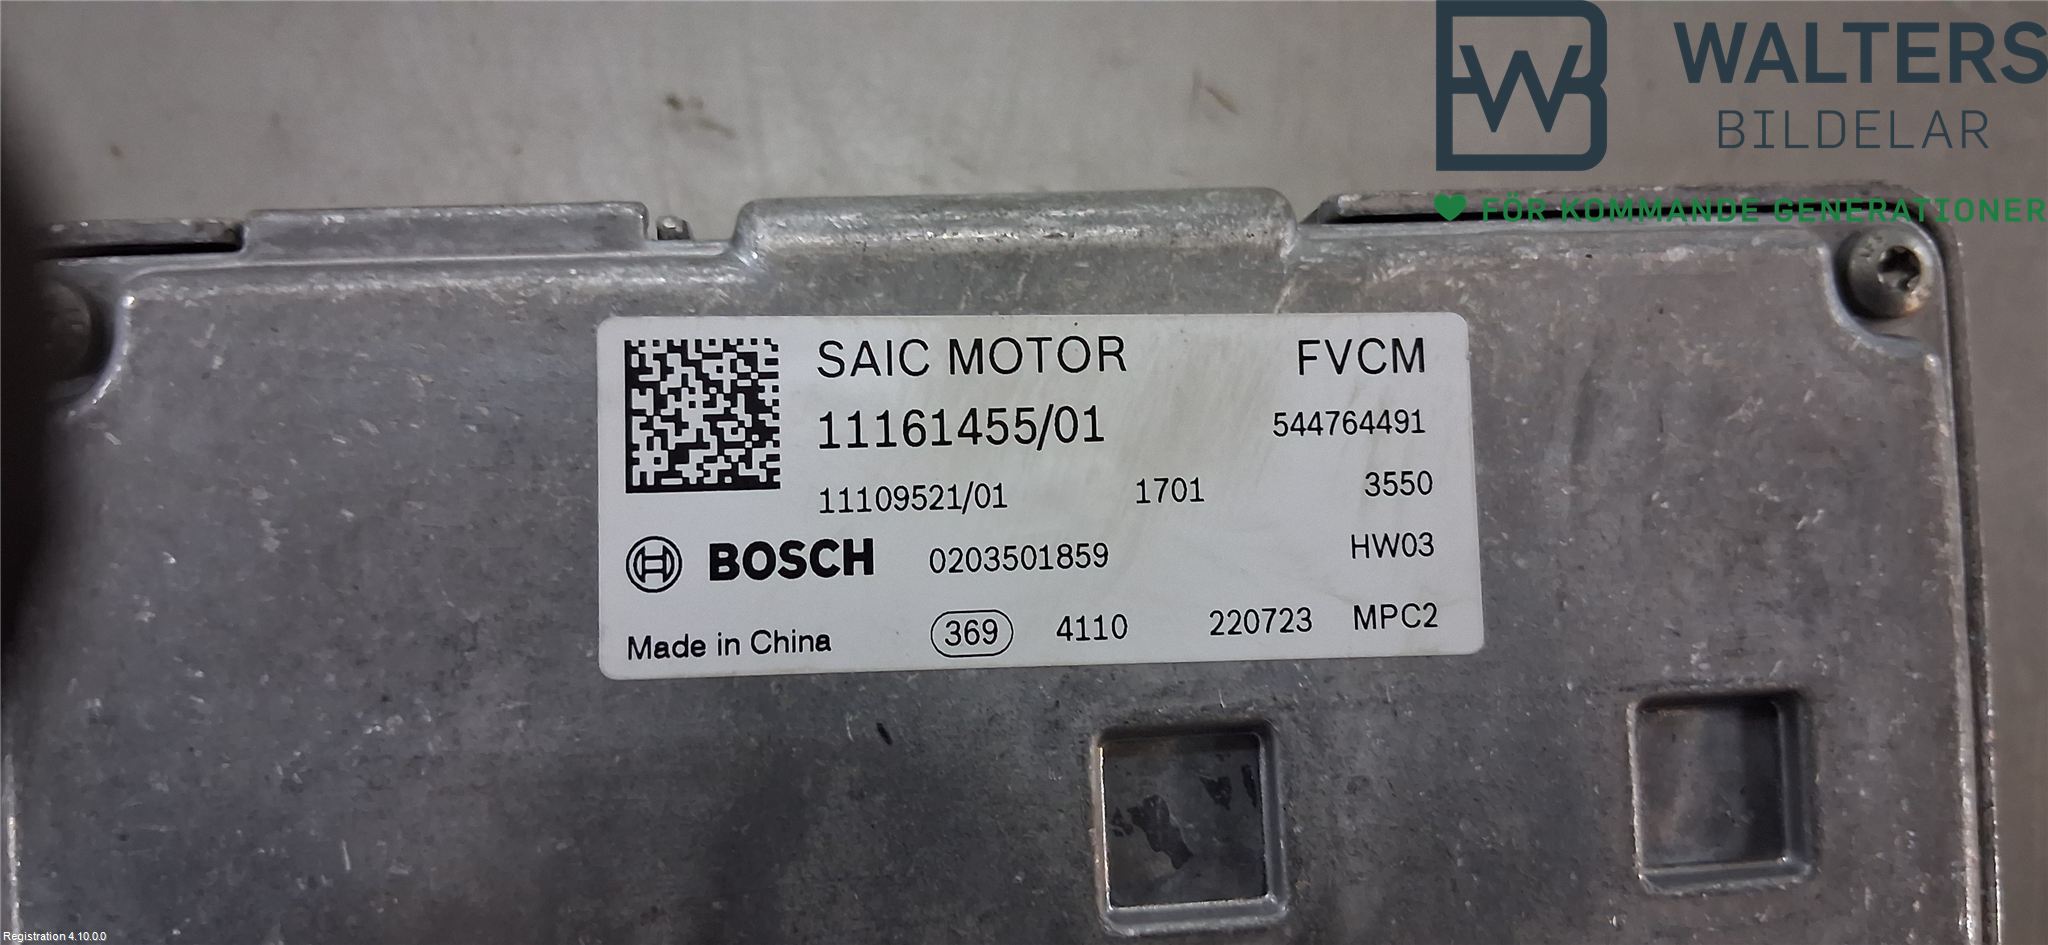 WALTERS
BILDELAR
FÖR KOMMANDE GENERATIONER
SAIC MOTOR FVCM
11161455/01 544764491
11109521/01 1701 3550
BOSCH 0203501859 HW03
Made in China 369 4110 220723 MPC2
Registration 4.10.0.0